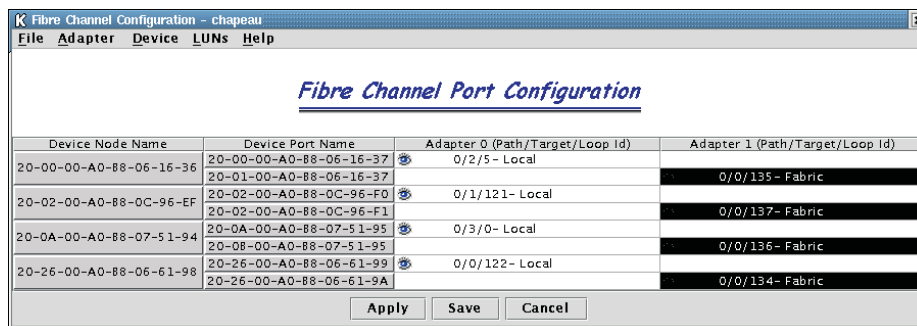 Fibre Channel Configuration - chapeau
File Adapter Device LUNs Help
Fibre Channel Port Configuration
Device Node Name Device Port Name Adapter 0 (Path/Target/Loop Id) Adapter 1 (Path/Target/Loop Id)
20-00-00-A0-B8-06-16-36 20-00-00-A0-B8-06-16-37 0/2/5- Local
20-01-00-A0-B8-06-16-37 0/0/135- Fabric
20-02-00-A0-B8-0C-96-EF 20-02-00-A0-B8-0C-96-F0 0/1/121- Local
20-02-00-A0-B8-0C-96-F1 0/0/137- Fabric
20-0A-00-A0-B8-07-51-94 20-0A-00-A0-B8-07-51-95 0/3/0- Local
20-0B-00-A0-B8-07-51-95 0/0/136- Fabric
20-26-00-A0-B8-06-61-98 20-26-00-A0-B8-06-61-99 0/0/122- Local
20-26-00-A0-B8-06-61-9A 0/0/134- Fabric
Apply Save Cancel